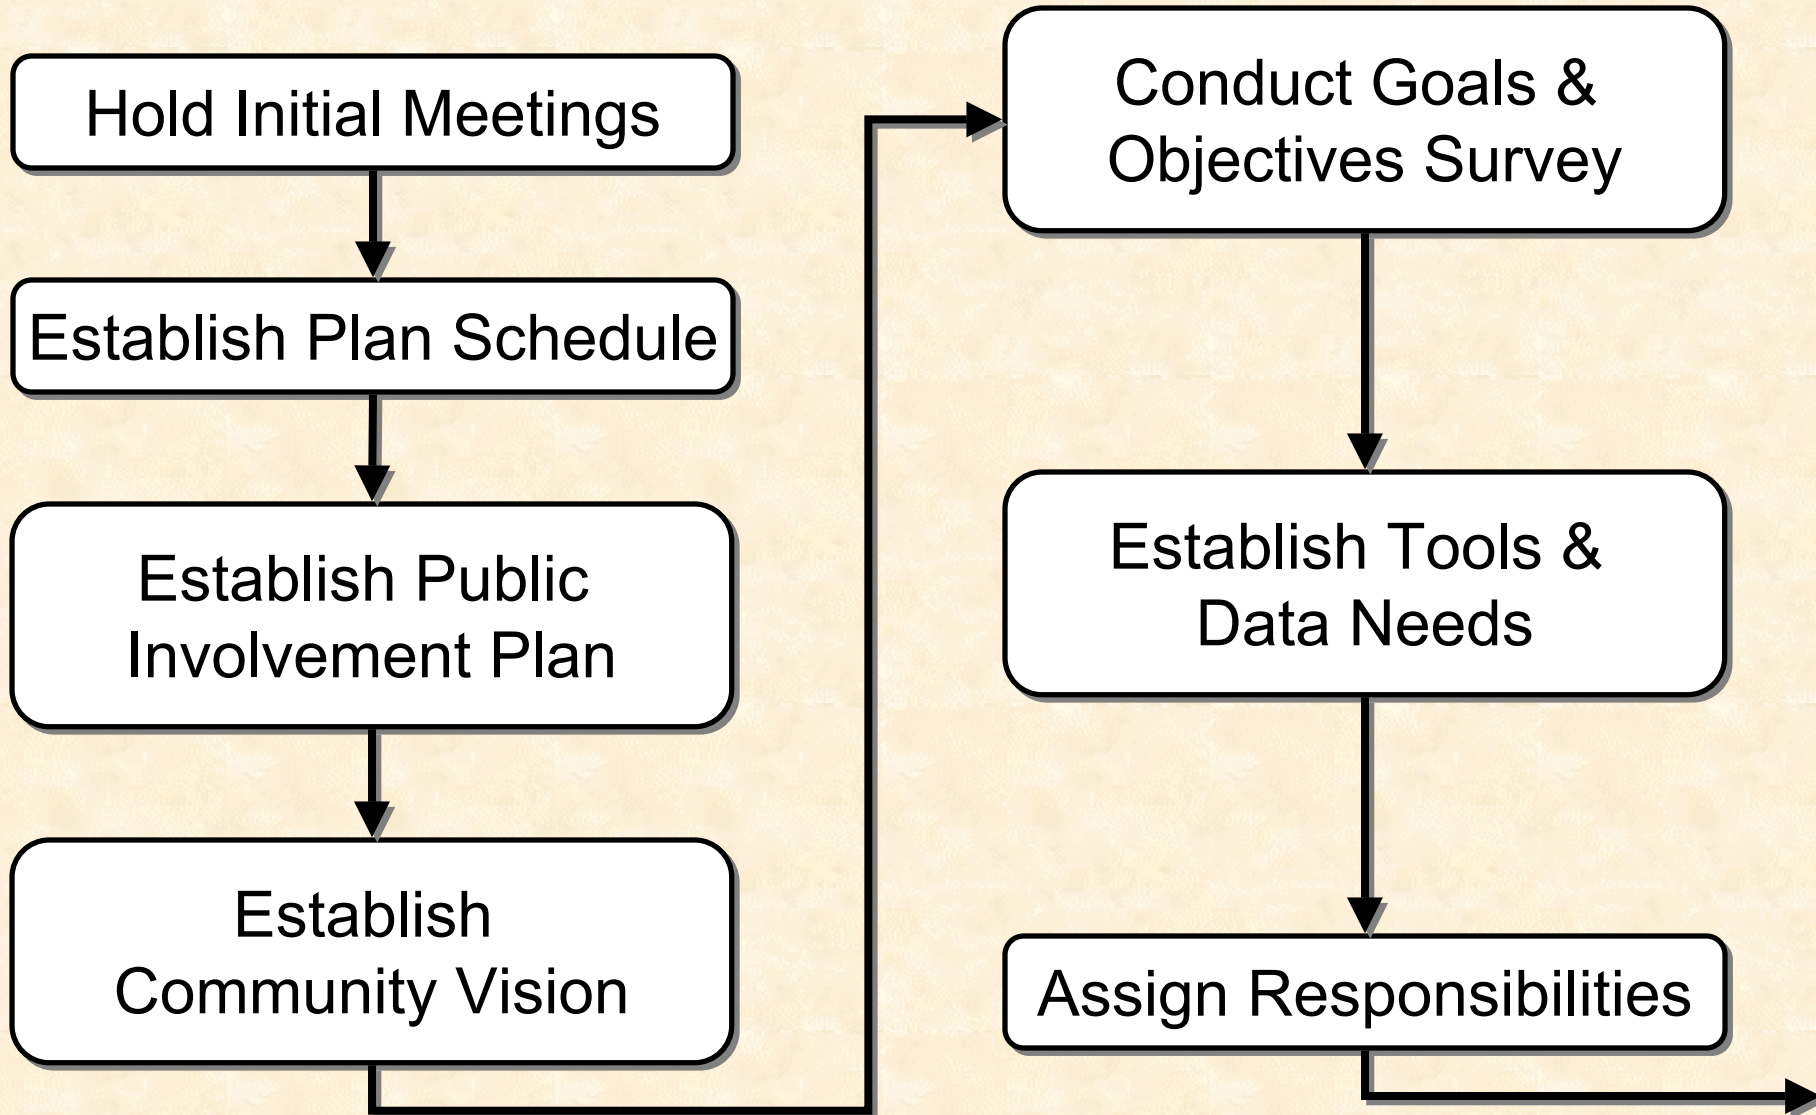 Hold Initial Meetings
Establish Plan Schedule
Establish Public
Involvement Plan
Establish
Community Vision
Conduct Goals &
Objectives Survey
Establish Tools &
Data Needs
Assign Responsibilities